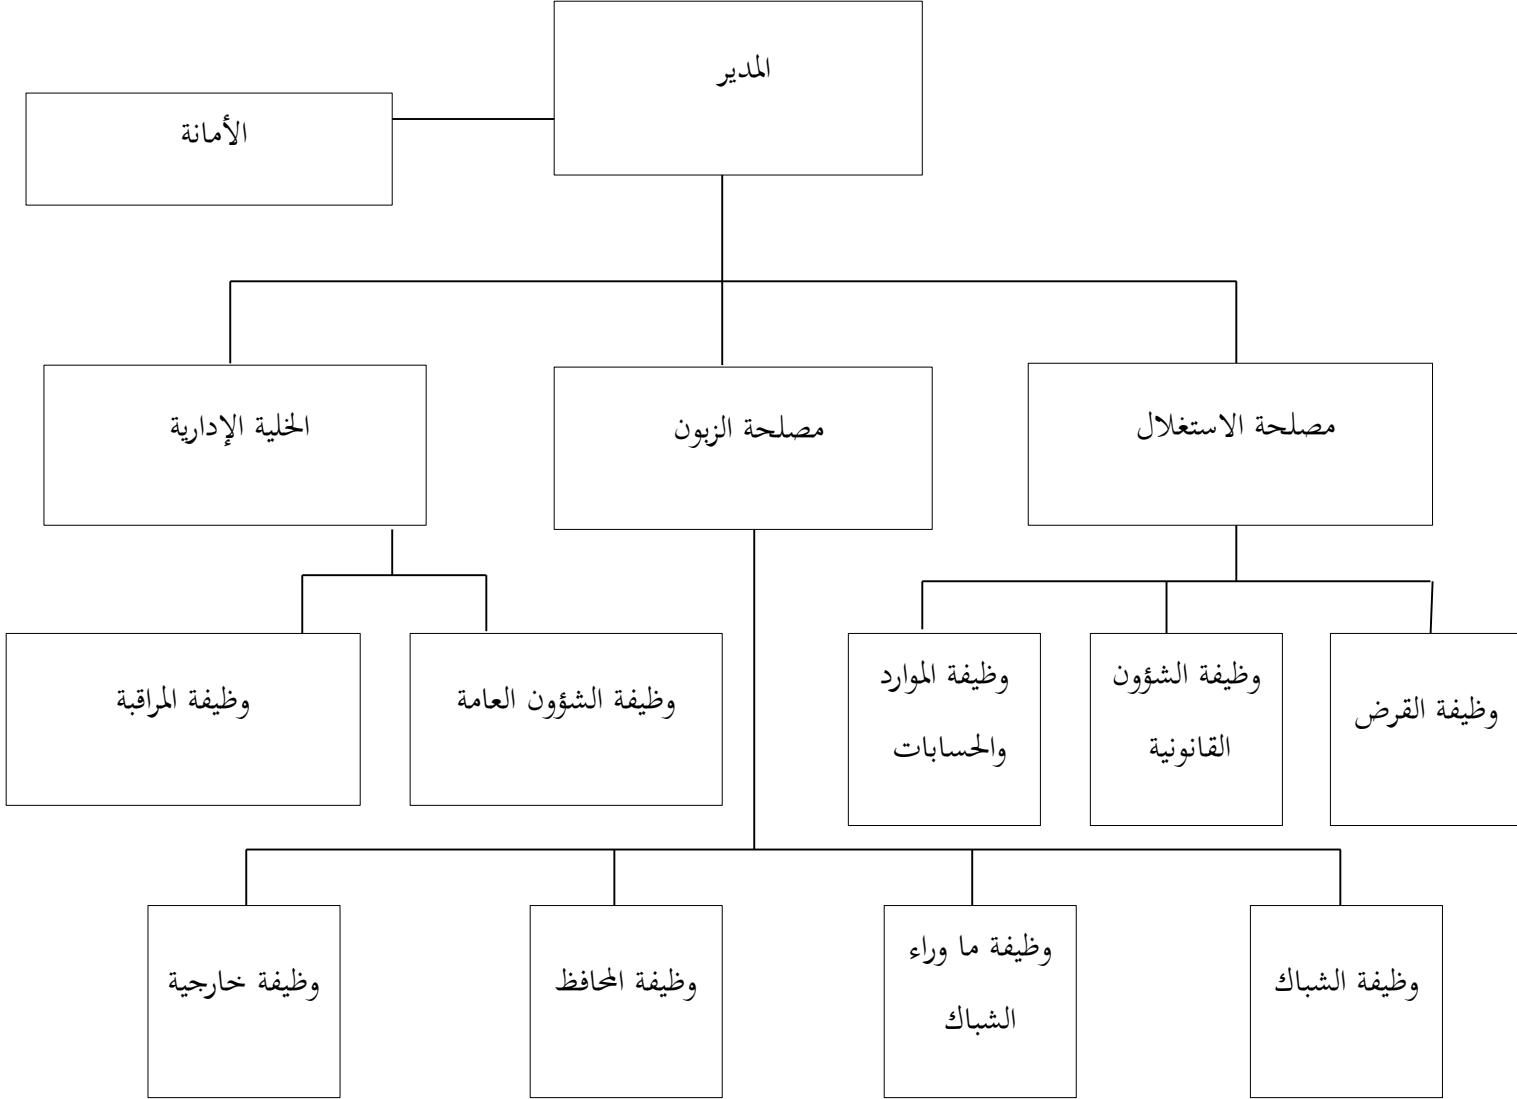 المدير
الأمانة
مصلحة الاستغلال
مصلحة الزبون
الخلية الإدارية
وظيفة القرض
وظيفة الشؤون
القانونية
وظيفة الموارد
والحسابات
وظيفة الشؤون العامة
وظيفة المراقبة
وظيفة الشباك
وظيفة ما وراء
الشباك
وظيفة المحافظ
وظيفة خارجية